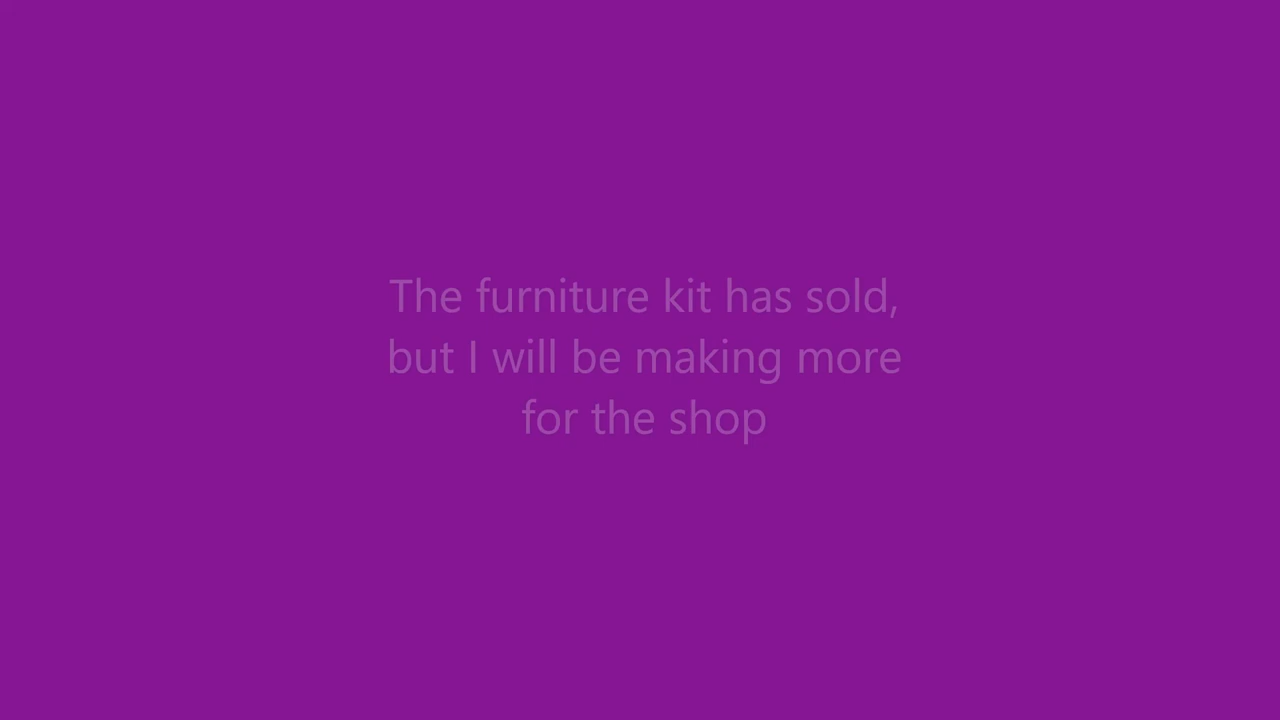 The furniture kit has sold,
but I will be making more
for the shop